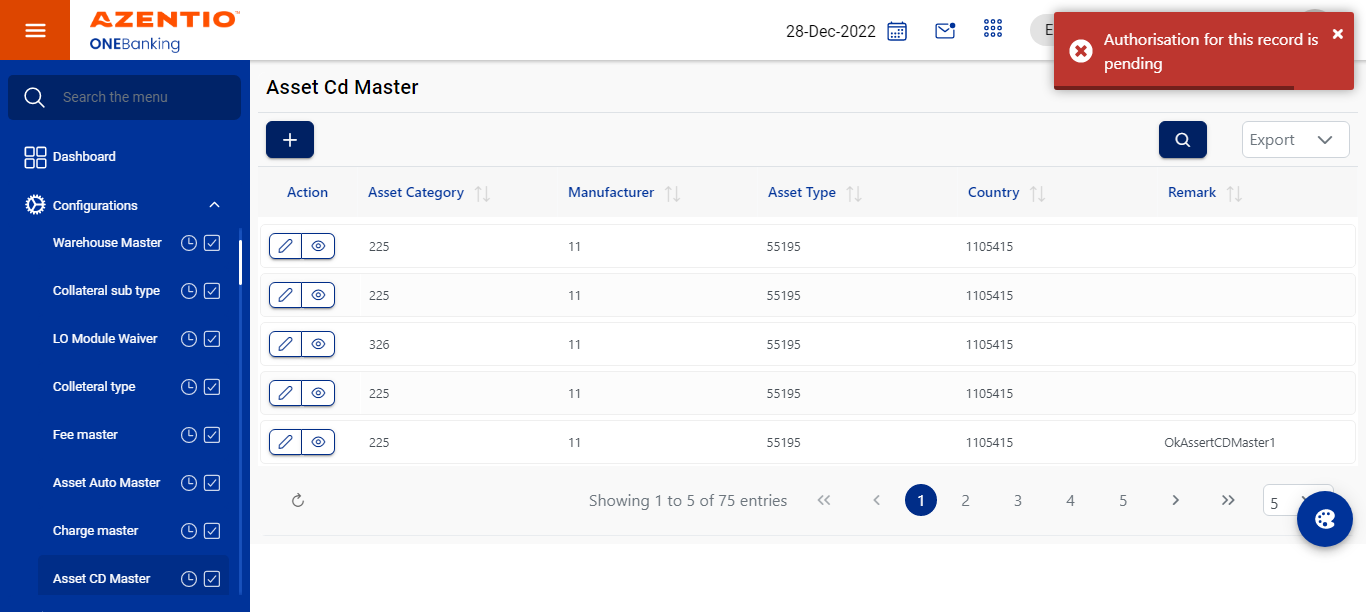 AZENTIO™
ONEBanking
28-Dec-2022
E
Authorisation for this record is
pending
Search the menu
Dashboard
Configurations
Warehouse Master
Collateral sub type
LO Module Waiver
Colleteral type
Fee master
Asset Auto Master
Charge master
Asset CD Master
Asset Cd Master
Export
Action Asset Category Manufacturer Asset Type Country Remark
225 11 55195 1105415
225 11 55195 1105415
326 11 55195 1105415
225 11 55195 1105415
225 11 55195 1105415 OkAssertCDMaster1
Showing 1 to 5 of 75 entries 1 2 3 4 5 5